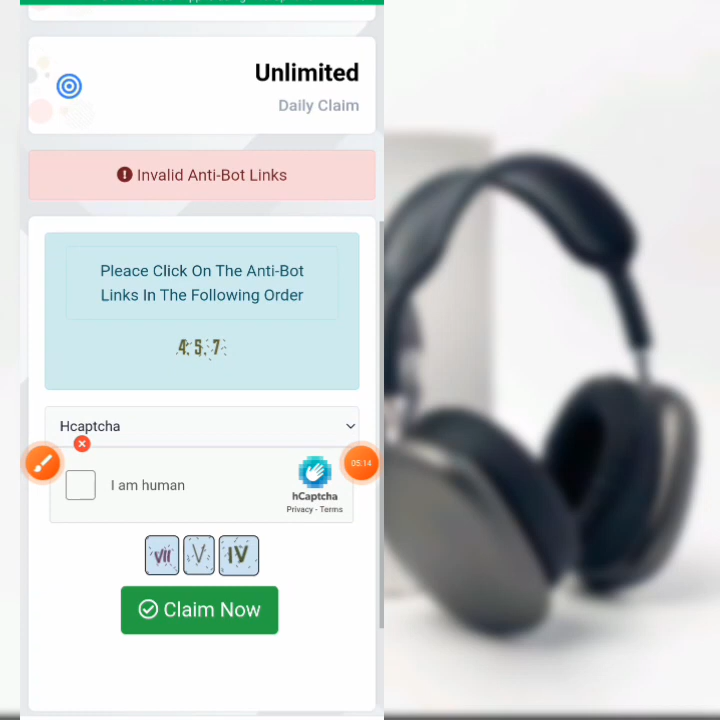 Unlimited
Daily Claim
Invalid Anti-Bot Links
Pleace Click On The Anti-Bot
Links In The Following Order
4, 5, 7
Hcaptcha
05:14
I am human
hCaptcha
Privacy - Terms
VII V IV
Claim Now